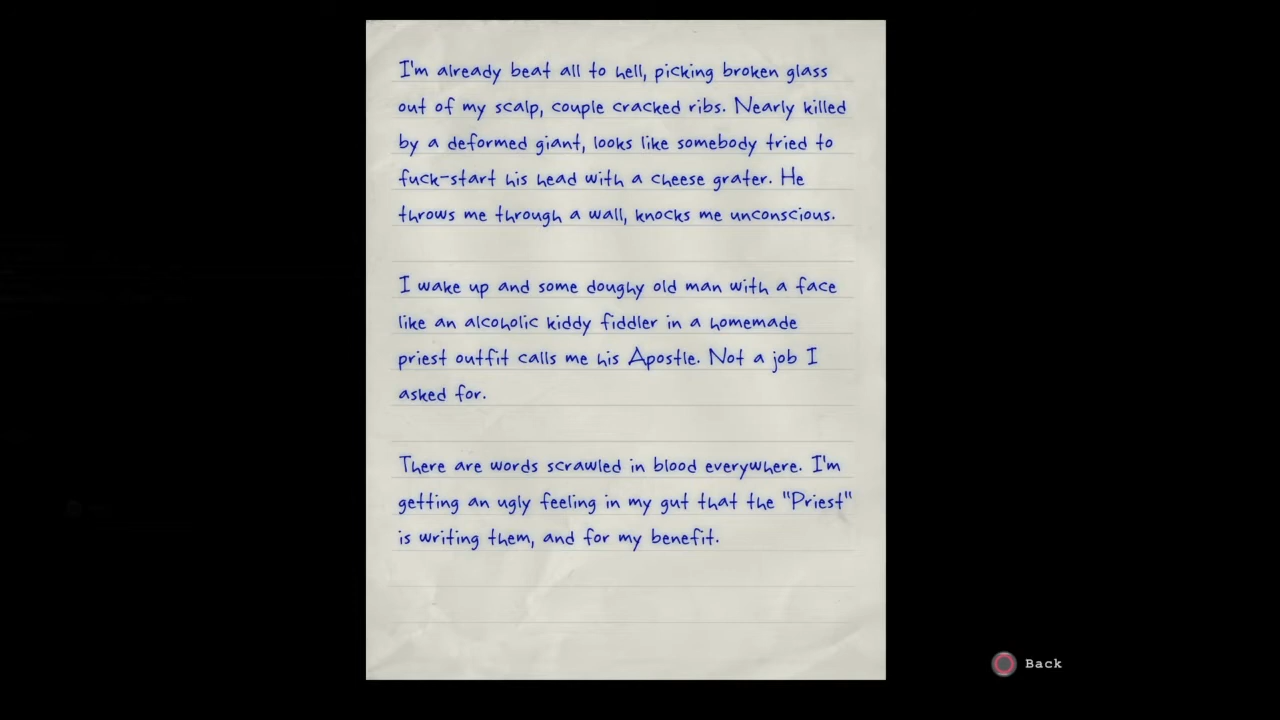 I'm already beat all to hell, picking broken glass
out of my scalp, couple cracked ribs. Nearly killed
by a deformed giant, looks like somebody tried to
fuck-start his head with a cheese grater. He
throws me through a wall, knocks me unconscious.
I wake up and some doughy old man with a face
like an alcoholic kiddy fiddler in a homemade
priest outfit calls me his Apostle. Not a job I
asked for.
There are words scrawled in blood everywhere. I'm
getting an ugly feeling in my gut that the "Priest"
is writing them, and for my benefit.
Back